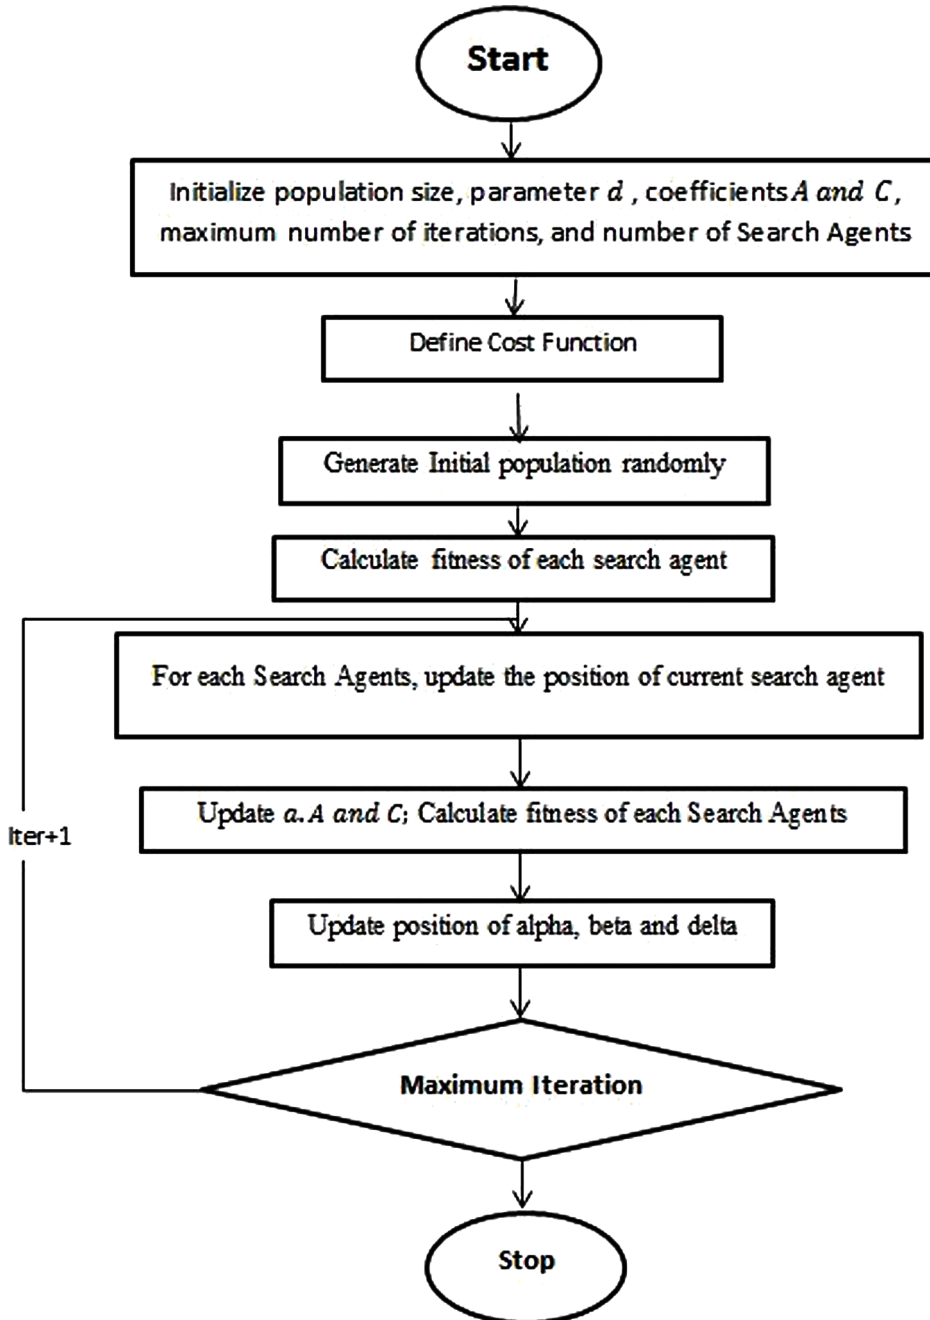 Start
Initialize population size, parameter d , coefficients A and C ,
maximum number of iterations, and number of Search Agents
Define Cost Function
Generate Initial population randomly
Calculate fitness of each search agent
For each Search Agents, update the position of current search agent
Update a. A and C; Calculate fitness of each Search Agents
Iter+1
Update position of alpha, beta and delta
Maximum Iteration
Stop